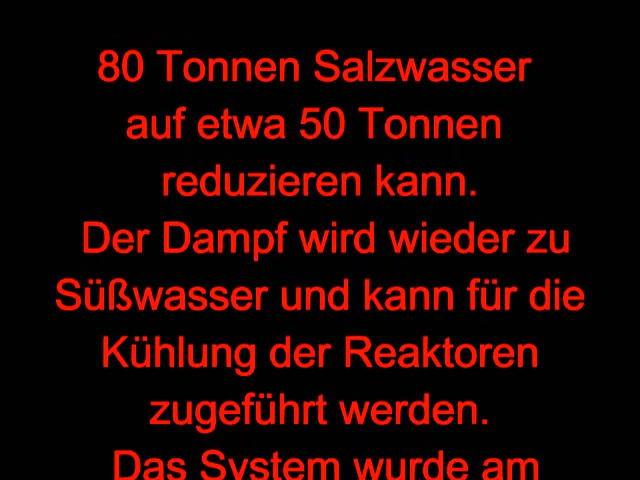 80 Tonnen Salzwasser
auf etwa 50 Tonnen
reduzieren kann.
Der Dampf wird wieder zu
Süßwasser und kann für die
Kühlung der Reaktoren
zugeführt werden.
Das System wurde am